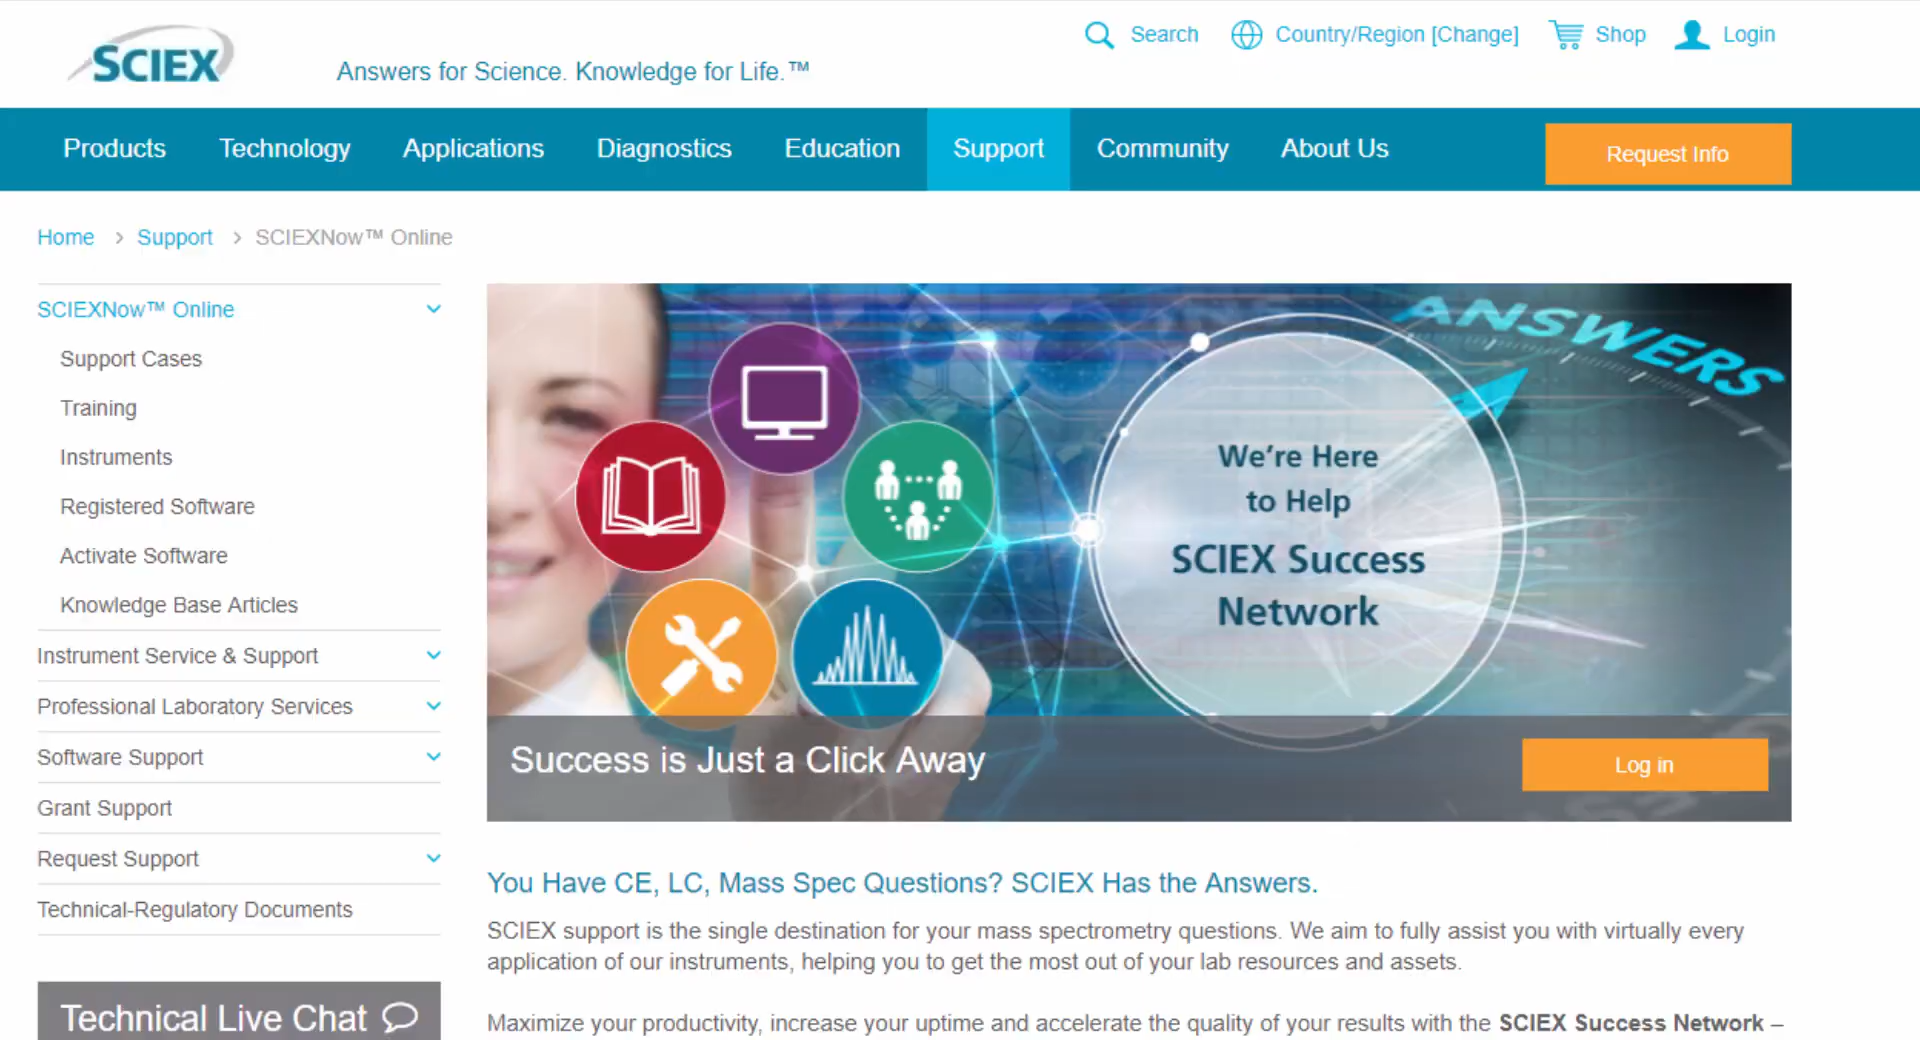 SCIEX
Answers for Science. Knowledge for Life.™
Search
Country/Region [Change]
Shop
Login
Products
Technology
Applications
Diagnostics
Education
Support
Community
About Us
Request Info
Home > Support > SCIEXNow™ Online
SCIEXNow™ Online
Support Cases
Training
Instruments
Registered Software
Activate Software
Knowledge Base Articles
Instrument Service & Support
Professional Laboratory Services
Software Support
Grant Support
Request Support
Technical-Regulatory Documents
Technical Live Chat
ANSWERS
We're Here
to Help
SCIEX Success
Network
Success is Just a Click Away
Log in
You Have CE, LC, Mass Spec Questions? SCIEX Has the Answers.
SCIEX support is the single destination for your mass spectrometry questions. We aim to fully assist you with virtually every
application of our instruments, helping you to get the most out of your lab resources and assets.
Maximize your productivity, increase your uptime and accelerate the quality of your results with the SCIEX Success Network –